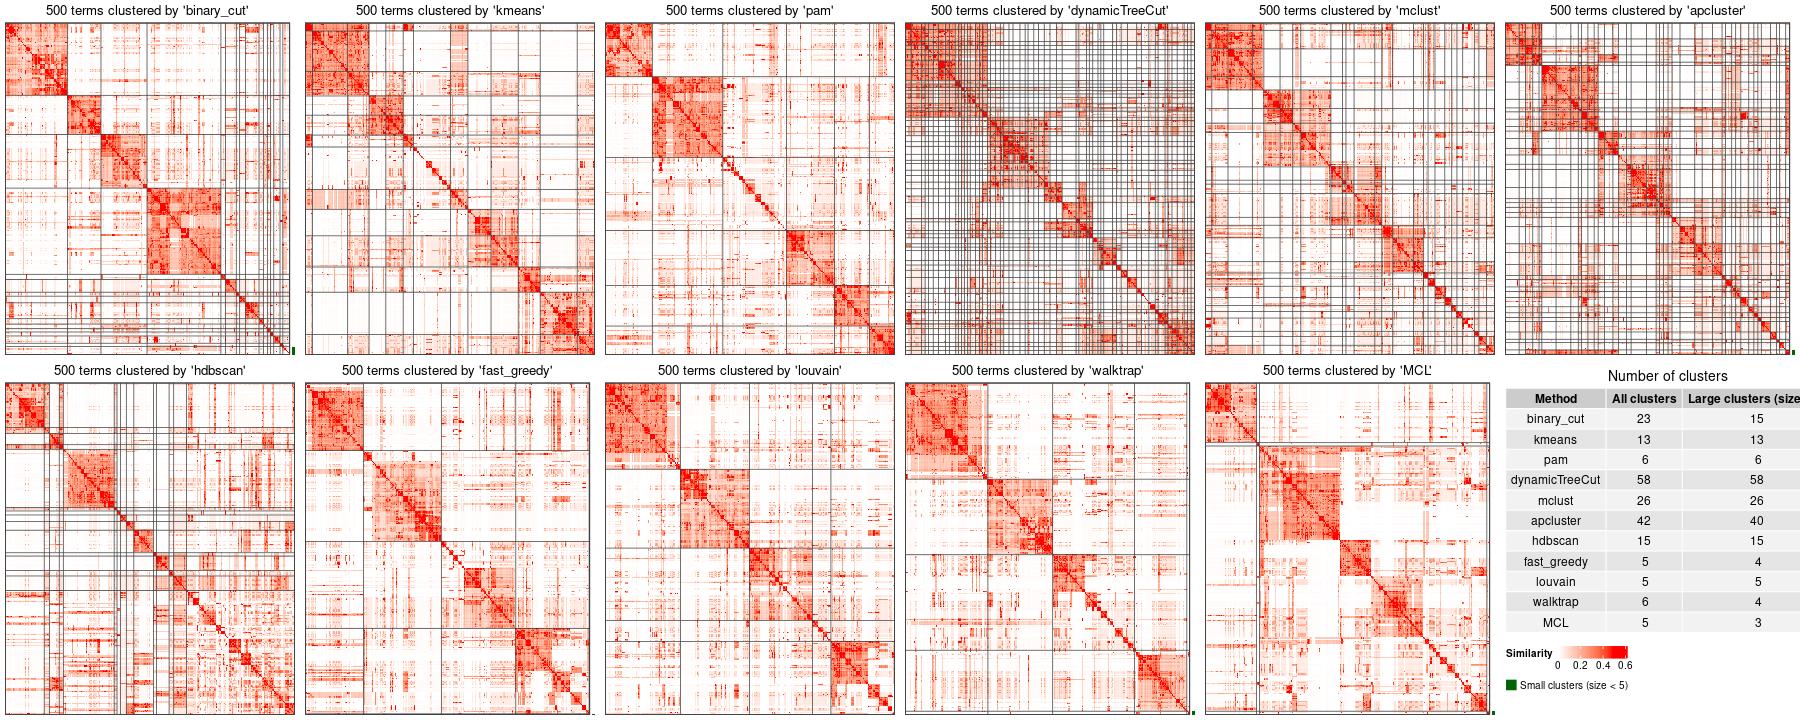 500 terms clustered by 'binary_cut'
500 terms clustered by 'kmeans'
500 terms clustered by 'pam'
500 terms clustered by 'dynamicTreeCut'
500 terms clustered by 'mclust'
500 terms clustered by 'apcluster'
500 terms clustered by 'hdbscan'
500 terms clustered by 'fast_greedy'
500 terms clustered by 'louvain'
500 terms clustered by 'walktrap'
500 terms clustered by 'MCL'
Number of clusters
Method All clusters Large clusters (size
binary_cut 23 15
kmeans 13 13
pam 6 6
dynamicTreeCut 58 58
mclust 26 26
apcluster 42 40
hdbscan 15 15
fast_greedy 5 4
louvain 5 5
walktrap 6 4
MCL 5 3
Similarity
0 0.2 0.4 0.6
Small clusters (size < 5)